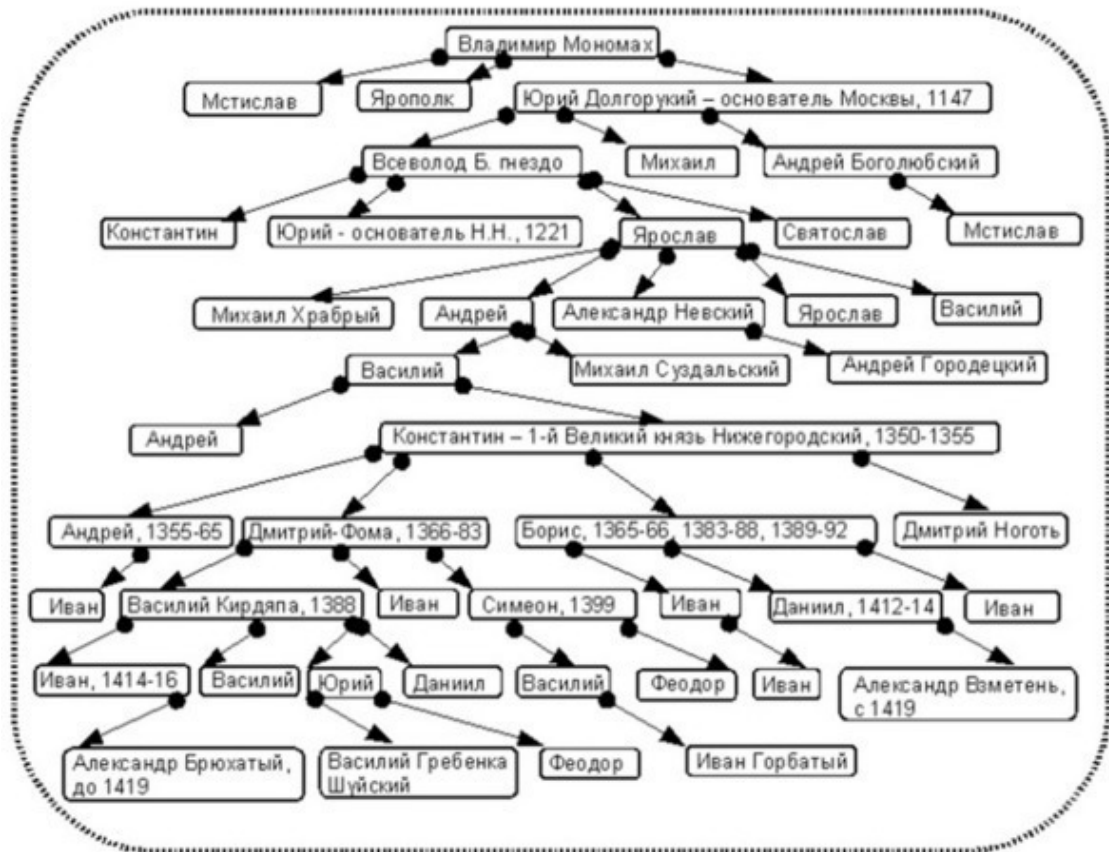 Владимир Мономах
Мстислав
Ярополк
Юрий Долгорукий – основатель Москвы, 1147
Всеволод Б. гнездо
Михаил
Андрей Боголюбский
Константин
Юрий - основатель Н.Н., 1221
Ярослав
Святослав
Мстислав
Михаил Храбрый
Андрей
Александр Невский
Ярослав
Василий
Василий
Михаил Суздальский
Андрей Городецкий
Андрей
Константин – 1-й Великий князь Нижегородский, 1350-1355
Андрей, 1355-65
Дмитрий-Фома, 1366-83
Борис, 1365-66, 1383-88, 1389-92
Дмитрий Ноготь
Иван
Василий Кирдяпа, 1388
Иван
Симеон, 1399
Иван
Даниил, 1412-14
Иван
Иван, 1414-16
Василий
Юрий
Даниил
Василий
Феодор
Иван
Александр Взметень,
с 1419
Александр Брюхатый,
до 1419
Василий Гребенка
Шуйский
Феодор
Иван Горбатый